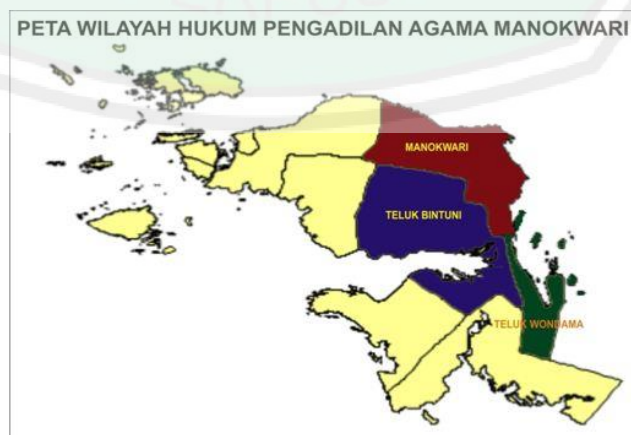 PETA WILAYAH HUKUM PENGADILAN AGAMA MANOKWARI
MANOKWARI
TELUK BINTUNI
TELUK WONDAMA